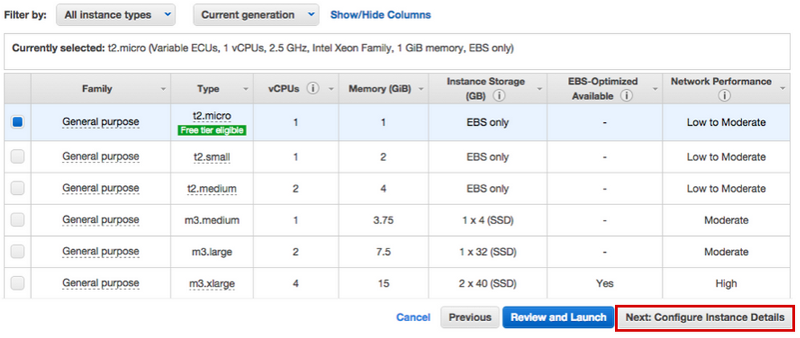 Filter by: All instance types Current generation Show/Hide Columns
Currently selected: t2.micro (Variable ECUs, 1 vCPUs, 2.5 GHz, Intel Xeon Family, 1 GiB memory, EBS only)
Family Type vCPUs i Memory (GiB) Instance Storage (GB) i EBS-Optimized Available i Network Performance i
General purpose t2.micro Free tier eligible 1 1 EBS only - Low to Moderate
General purpose t2.small 1 2 EBS only - Low to Moderate
General purpose t2.medium 2 4 EBS only - Low to Moderate
General purpose m3.medium 1 3.75 1 x 4 (SSD) - Moderate
General purpose m3.large 2 7.5 1 x 32 (SSD) - Moderate
General purpose m3.xlarge 4 15 2 x 40 (SSD) Yes High
Cancel Previous Review and Launch Next: Configure Instance Details